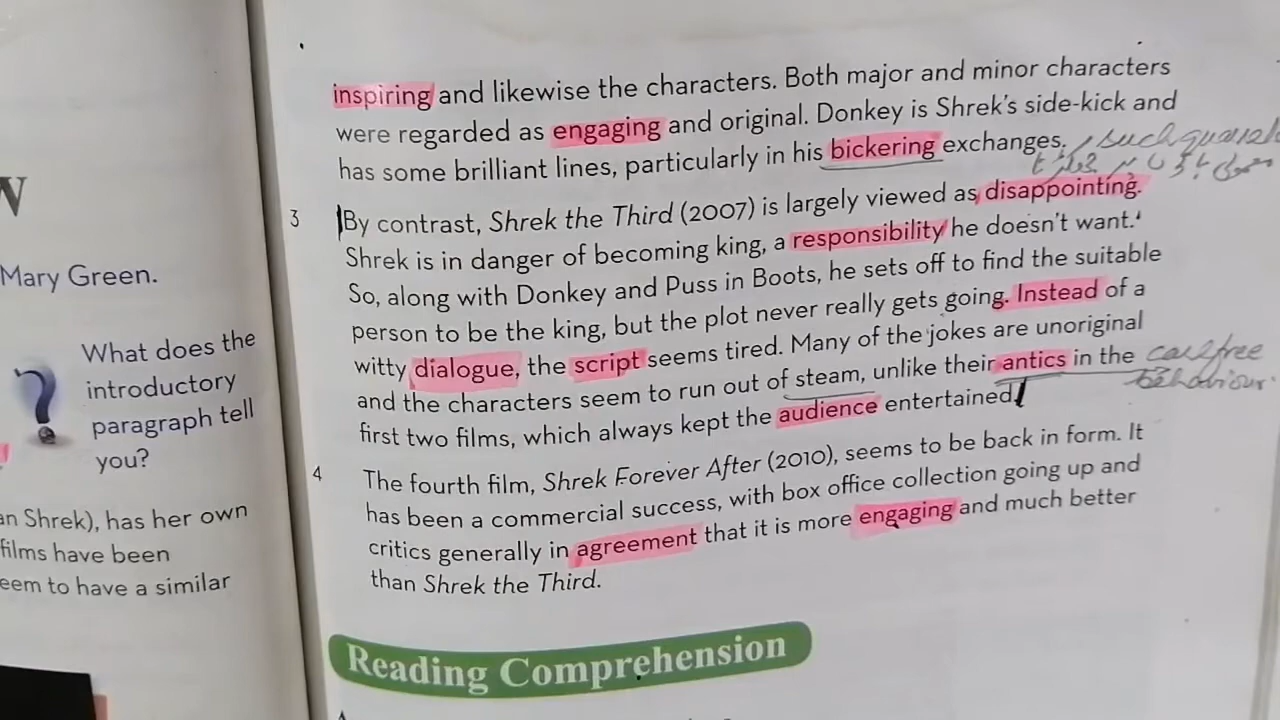 W
Mary Green.
?
What does the
introductory
paragraph tell
you?
an Shrek), has her own
films have been
eem to have a similar
inspiring and likewise the characters. Both major and minor characters
were regarded as engaging and original. Donkey is Shrek's side-kick and
has some brilliant lines, particularly in his bickering exchanges.
such
3 By contrast, Shrek the Third (2007) is largely viewed as disappointing.
Shrek is in danger of becoming king, a responsibility he doesn't want.
So, along with Donkey and Puss in Boots, he sets off to find the suitable
person to be the king, but the plot never really gets going. Instead of a
witty dialogue, the script seems tired. Many of the jokes are unoriginal
and the characters seem to run out of steam, unlike their antics in the
carefree
behaviour.
first two films, which always kept the audience entertained
4 The fourth film, Shrek Forever After (2010), seems to be back in form. It
has been a commercial success, with box office collection going up and
critics generally in agreement that it is more engaging and much better
than Shrek the Third.
Reading Comprehension